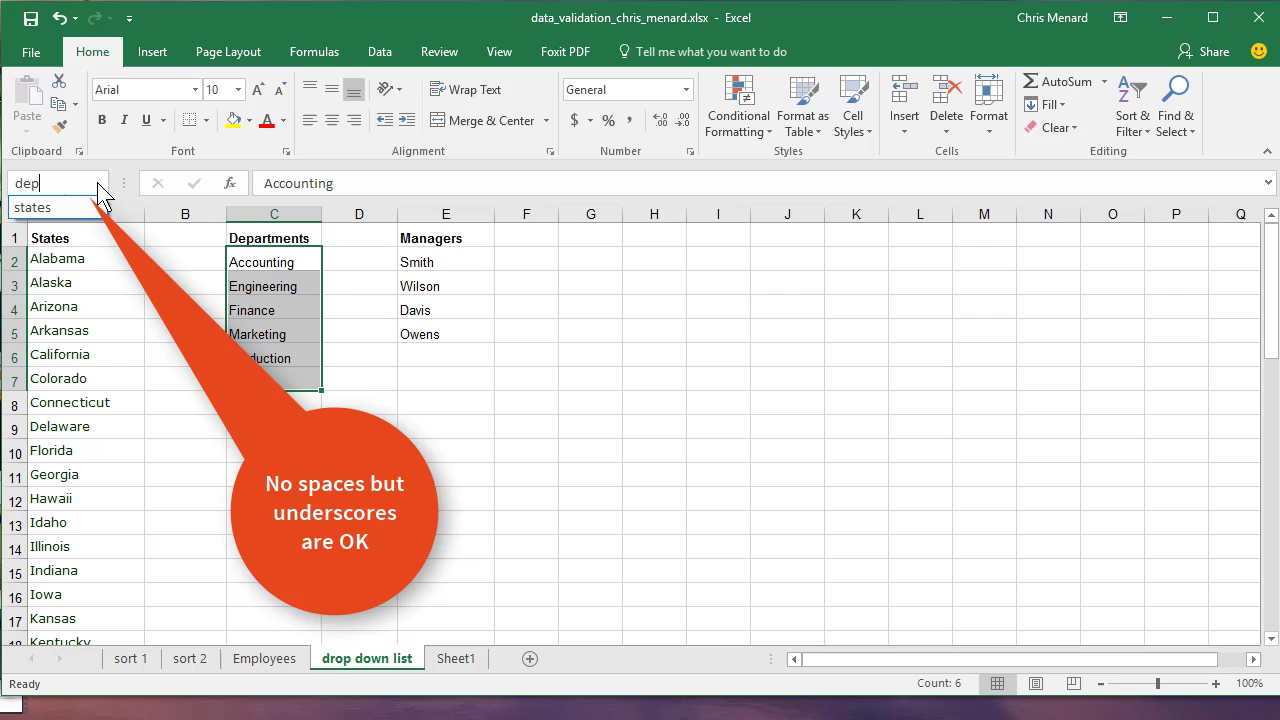 data_validation_chris_menard.xlsx - Excel
Chris Menard
File Home Insert Page Layout Formulas Data Review View Foxit PDF Tell me what you want to do Share
Paste
Clipboard
Arial 10
B I U A
Font
Wrap Text
Merge & Center
Alignment
General
$ % ,
Number
Conditional Formatting
Format as Table
Cell Styles
Styles
Insert Delete Format
Cells
AutoSum
Fill
Clear
Sort & Filter
Find & Select
Editing
dep
fx Accounting
states
B C D E F G H I J K L M N O P Q
1 States Departments Managers
2 Alabama Accounting Smith
3 Alaska Engineering Wilson
4 Arizona Finance Davis
5 Arkansas Marketing Owens
6 California duction
7 Colorado
8 Connecticut
9 Delaware
10 Florida
11 Georgia
12 Hawaii
13 Idaho
14 Illinois
15 Indiana
16 Iowa
17 Kansas
18 Kentucky
No spaces but
underscores
are OK
sort 1 sort 2 Employees drop down list Sheet1
Ready Count: 6 100%